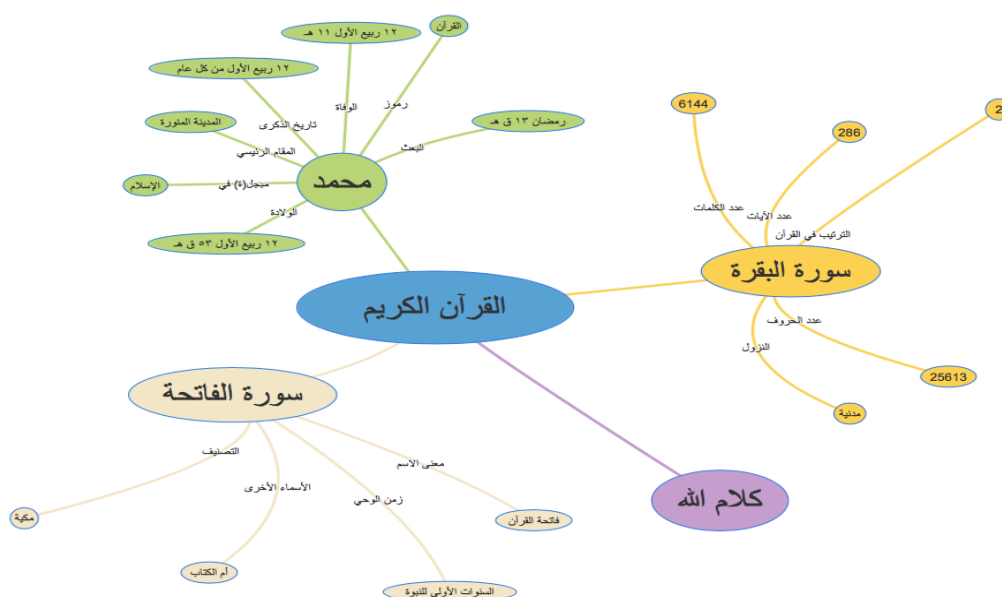 القرآن الكريم
محمد
القرآن
رموز
١٢ ربيع الأول ١١ هـ
الوفاة
١٢ ربيع الأول من كل عام
تاريخ الذكرى
المدينة المنورة
المقام الرئيسي
الإسلام
مبجل(ة) في
١٢ ربيع الأول ٥٣ ق هـ
الولادة
رمضان ١٣ ق هـ
البعث
سورة البقرة
6144
عدد الكلمات
286
عدد الآيات
2
الترتيب في القرآن
عدد الحروف
25613
النزول
مدنية
سورة الفاتحة
التصنيف
مكية
الأسماء الأخرى
أم الكتاب
زمن الوحي
السنوات الأولى للنبوة
معنى الاسم
فاتحة القرآن
كلام الله